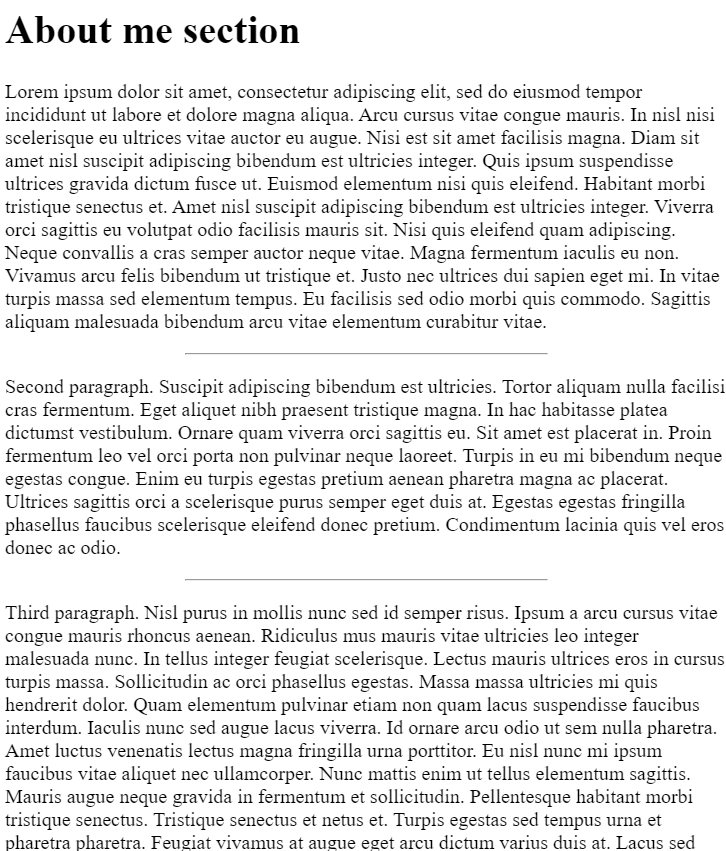 About me section
Lorem ipsum dolor sit amet, consectetur adipiscing elit, sed do eiusmod tempor
incididunt ut labore et dolore magna aliqua. Arcu cursus vitae congue mauris. In nisl nisi
scelerisque eu ultrices vitae auctor eu augue. Nisi est sit amet facilisis magna. Diam sit
amet nisl suscipit adipiscing bibendum est ultricies integer. Quis ipsum suspendisse
ultrices gravida dictum fusce ut. Euismod elementum nisi quis eleifend. Habitant morbi
tristique senectus et. Amet nisl suscipit adipiscing bibendum est ultricies integer. Viverra
orci sagittis eu volutpat odio facilisis mauris sit. Nisi quis eleifend quam adipiscing.
Neque convallis a cras semper auctor neque vitae. Magna fermentum iaculis eu non.
Vivamus arcu felis bibendum ut tristique et. Justo nec ultrices dui sapien eget mi. In vitae
turpis massa sed elementum tempus. Eu facilisis sed odio morbi quis commodo. Sagittis
aliquam malesuada bibendum arcu vitae elementum curabitur vitae.
Second paragraph. Suscipit adipiscing bibendum est ultricies. Tortor aliquam nulla facilisi
cras fermentum. Eget aliquet nibh praesent tristique magna. In hac habitasse platea
dictumst vestibulum. Ornare quam viverra orci sagittis eu. Sit amet est placerat in. Proin
fermentum leo vel orci porta non pulvinar neque laoreet. Turpis in eu mi bibendum neque
egestas congue. Enim eu turpis egestas pretium aenean pharetra magna ac placerat.
Ultrices sagittis orci a scelerisque purus semper eget duis at. Egestas egestas fringilla
phasellus faucibus scelerisque eleifend donec pretium. Condimentum lacinia quis vel eros
donec ac odio.
Third paragraph. Nisl purus in mollis nunc sed id semper risus. Ipsum a arcu cursus vitae
congue mauris rhoncus aenean. Ridiculus mus mauris vitae ultricies leo integer
malesuada nunc. In tellus integer feugiat scelerisque. Lectus mauris ultrices eros in cursus
turpis massa. Sollicitudin ac orci phasellus egestas. Massa massa ultricies mi quis
hendrerit dolor. Quam elementum pulvinar etiam non quam lacus suspendisse faucibus
interdum. Iaculis nunc sed augue lacus viverra. Id ornare arcu odio ut sem nulla pharetra.
Amet luctus venenatis lectus magna fringilla urna porttitor. Eu nisl nunc mi ipsum
faucibus vitae aliquet nec ullamcorper. Nunc mattis enim ut tellus elementum sagittis.
Mauris augue neque gravida in fermentum et sollicitudin. Pellentesque habitant morbi
tristique senectus. Tristique senectus et netus et. Turpis egestas sed tempus urna et
pharetra pharetra. Feugiat vivamus at augue eget arcu dictum varius duis at. Lacus sed